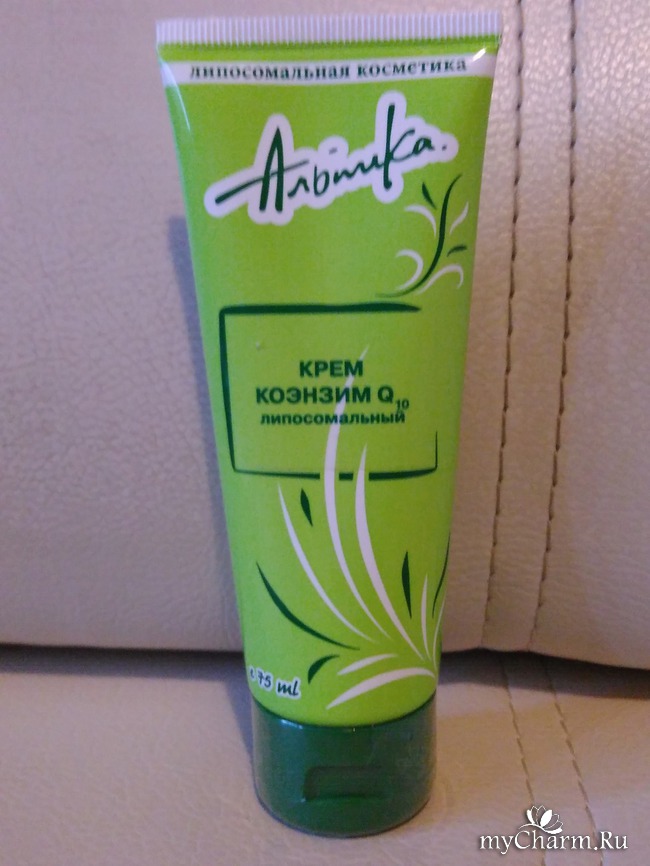 липосомальная косметика
Альпика.
КРЕМ
КОЭНЗИМ Q10
липосомальный
75 ml
myCharm.Ru